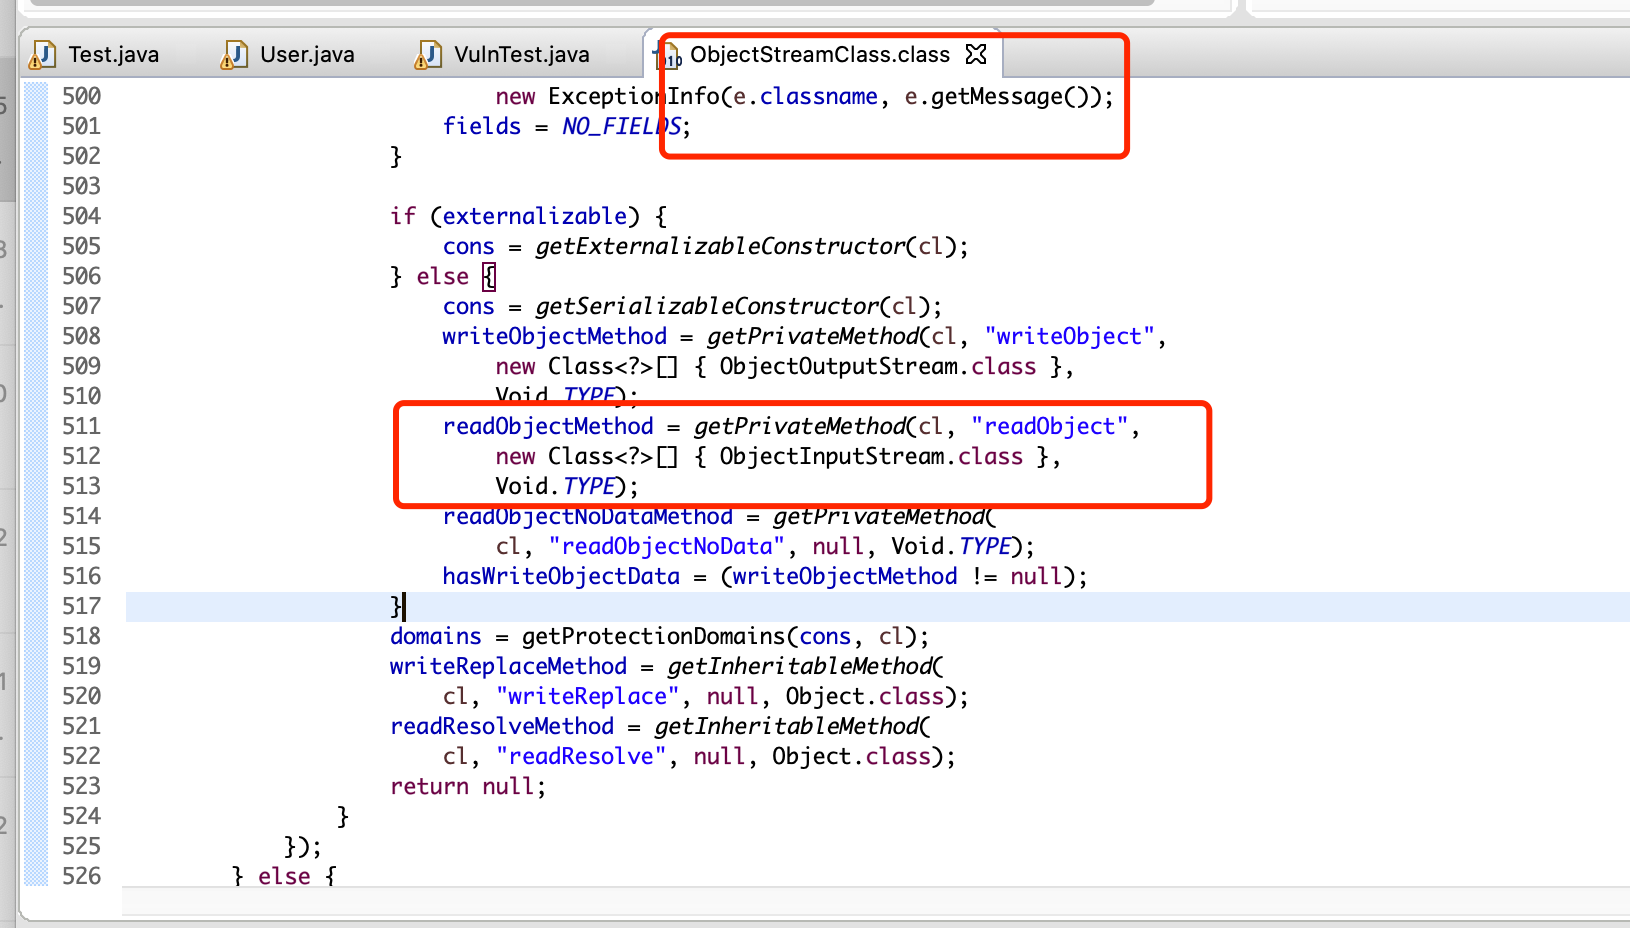 Test.java User.java VulnTest.java ObjectStreamClass.class
500 new ExceptionInfo(e.classname, e.getMessage());
501 fields = NO_FIELDS;
502 }
503
504 if (externalizable) {
505 cons = getExternalizableConstructor(cl);
506 } else {
507 cons = getSerializableConstructor(cl);
508 writeObjectMethod = getPrivateMethod(cl, "writeObject",
509 new Class<?>[] { ObjectOutputStream.class },
510 Void.TYPE);
511 readObjectMethod = getPrivateMethod(cl, "readObject",
512 new Class<?>[] { ObjectInputStream.class },
513 Void.TYPE);
514 readObjectNoDataMethod = getPrivateMethod(
515 cl, "readObjectNoData", null, Void.TYPE);
516 hasWriteObjectData = (writeObjectMethod != null);
517 }
518 domains = getProtectionDomains(cons, cl);
519 writeReplaceMethod = getInheritableMethod(
520 cl, "writeReplace", null, Object.class);
521 readResolveMethod = getInheritableMethod(
522 cl, "readResolve", null, Object.class);
523 return null;
524 }
525 });
526 } else {